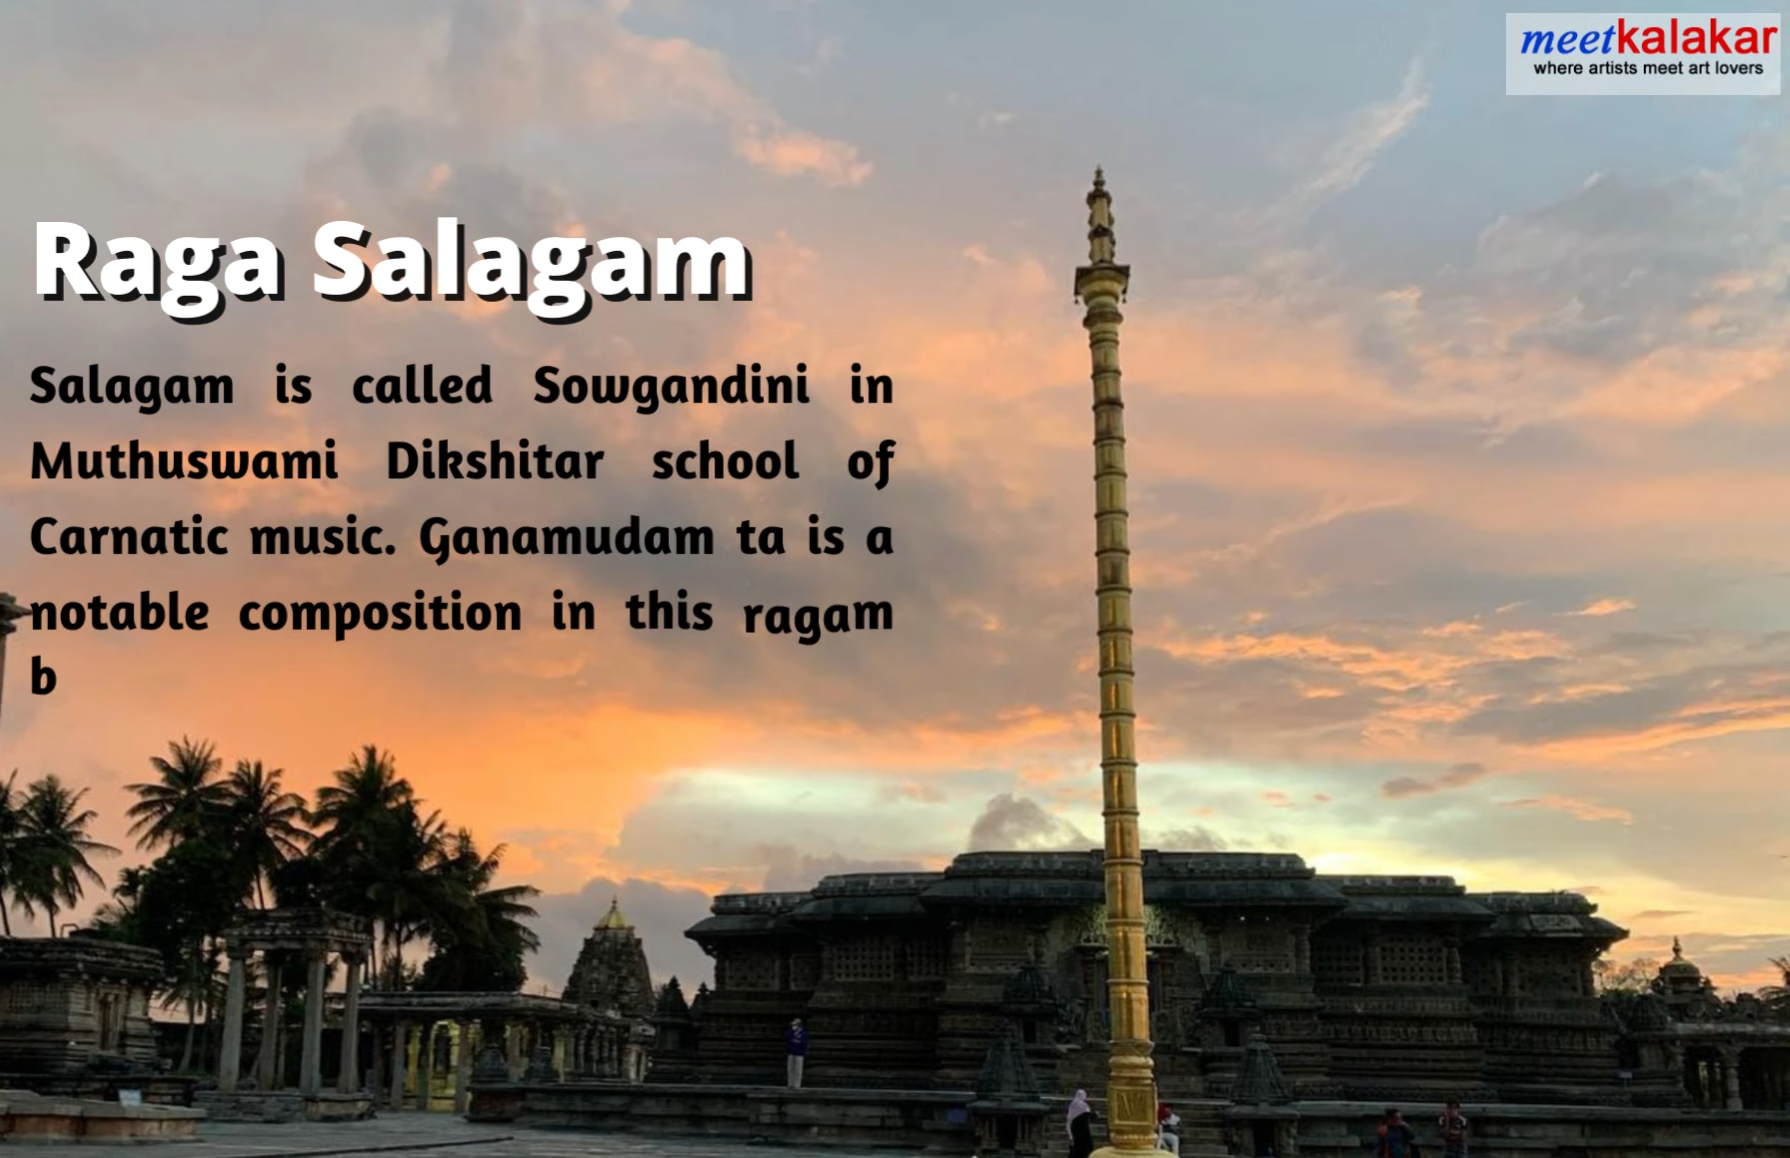 meetkalakar
where artists meet art lovers
Raga Salagam
Salagam is called Sowgandini in
Muthuswami Dikshitar school of
Carnatic music. Ganamudam ta is a
notable composition in this ragam
b